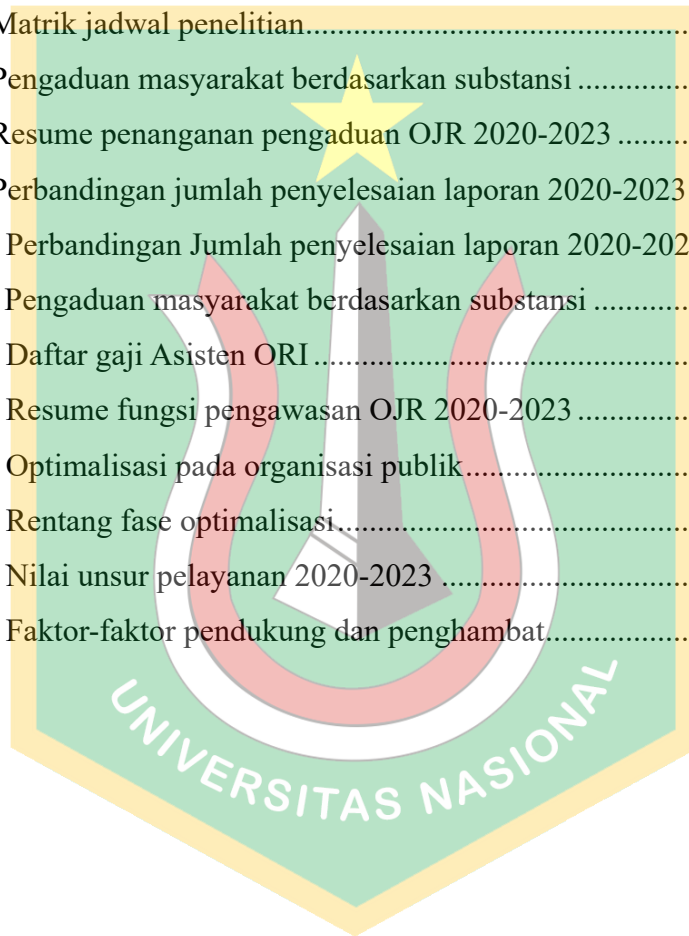 Matrik jadwal penelitian.......................................................
Pengaduan masyarakat berdasarkan substansi ...............
Resume penanganan pengaduan OJR 2020-2023 ..........
Perbandingan jumlah penyelesaian laporan 2020-2023
Perbandingan Jumlah penyelesaian laporan 2020-202
Pengaduan masyarakat berdasarkan substansi .............
Daftar gaji Asisten ORI ....................................................
Resume fungsi pengawasan OJR 2020-2023 ...............
Optimalisasi pada organisasi publik................................
Rentang fase optimalisasi.................................................
Nilai unsur pelayanan 2020-2023 ...................................
Faktor-faktor pendukung dan penghambat.....................
UNIVERSITAS NASIONAL